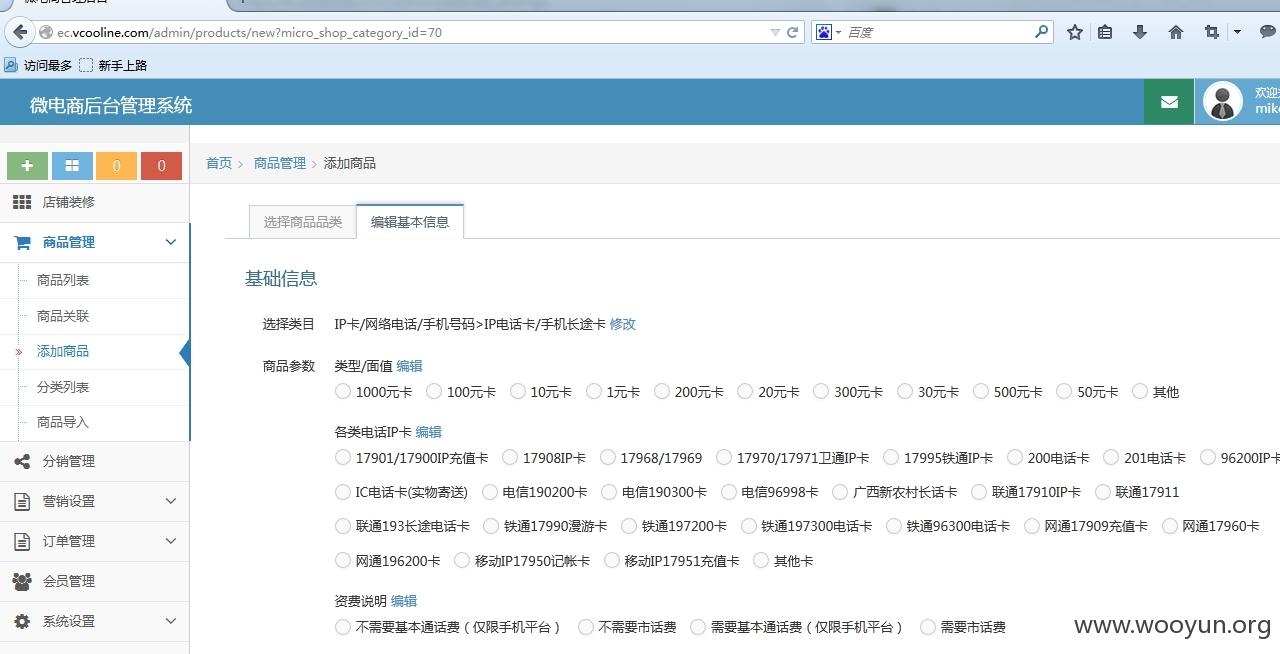 ec.vcooline.com/admin/products/new?micro_shop_category_id=70
百度
访问最多 新手上路
微电商后台管理系统
0 0
首页 > 商品管理 > 添加商品
店铺装修
商品管理
商品列表
商品关联
添加商品
分类列表
商品导入
分销管理
营销设置
订单管理
会员管理
系统设置
选择商品品类 编辑基本信息
基础信息
选择类目 IP卡/网络电话/手机号码>IP电话卡/手机长途卡 修改
商品参数 类型/面值 编辑
1000元卡 100元卡 10元卡 1元卡 200元卡 20元卡 300元卡 30元卡 500元卡 50元卡 其他
各类电话IP卡 编辑
17901/17900IP充值卡 17908IP卡 17968/17969 17970/17971卫通IP卡 17995铁通IP卡 200电话卡 201电话卡 96200IP卡
IC电话卡(实物寄送) 电信190200卡 电信190300卡 电信96998卡 广西新农村长话卡 联通17910IP卡 联通17911
联通193长途电话卡 铁通17990漫游卡 铁通197200卡 铁通197300电话卡 铁通96300电话卡 网通17909充值卡 网通17960卡
网通196200卡 移动IP17950记帐卡 移动IP17951充值卡 其他卡
资费说明 编辑
不需要基本通话费（仅限手机平台） 不需要市话费 需要基本通话费（仅限手机平台） 需要市话费
www.wooyun.org